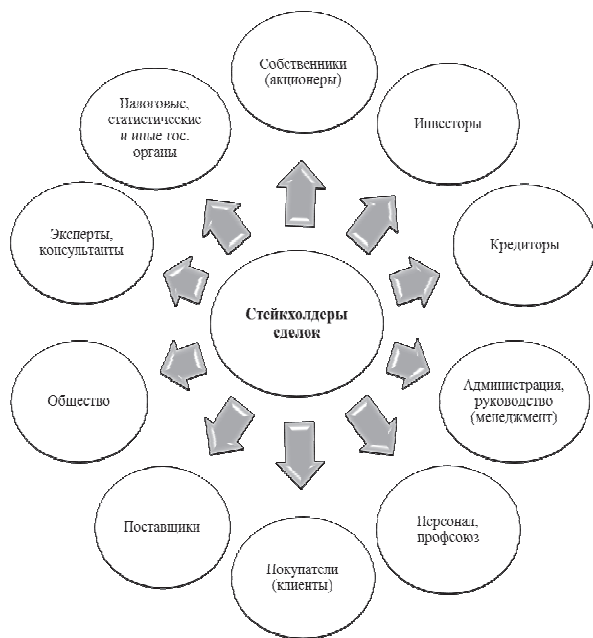 Собственники
(акционеры)
Инвесторы
Кредиторы
Администрация,
руководство
(менеджмент)
Персонал,
профсоюз
Покупатели
(клиенты)
Поставщики
Общество
Эксперты,
консультанты
Налоговые,
статистические
и иные гос.
органы
Стейкхолдеры
сделок